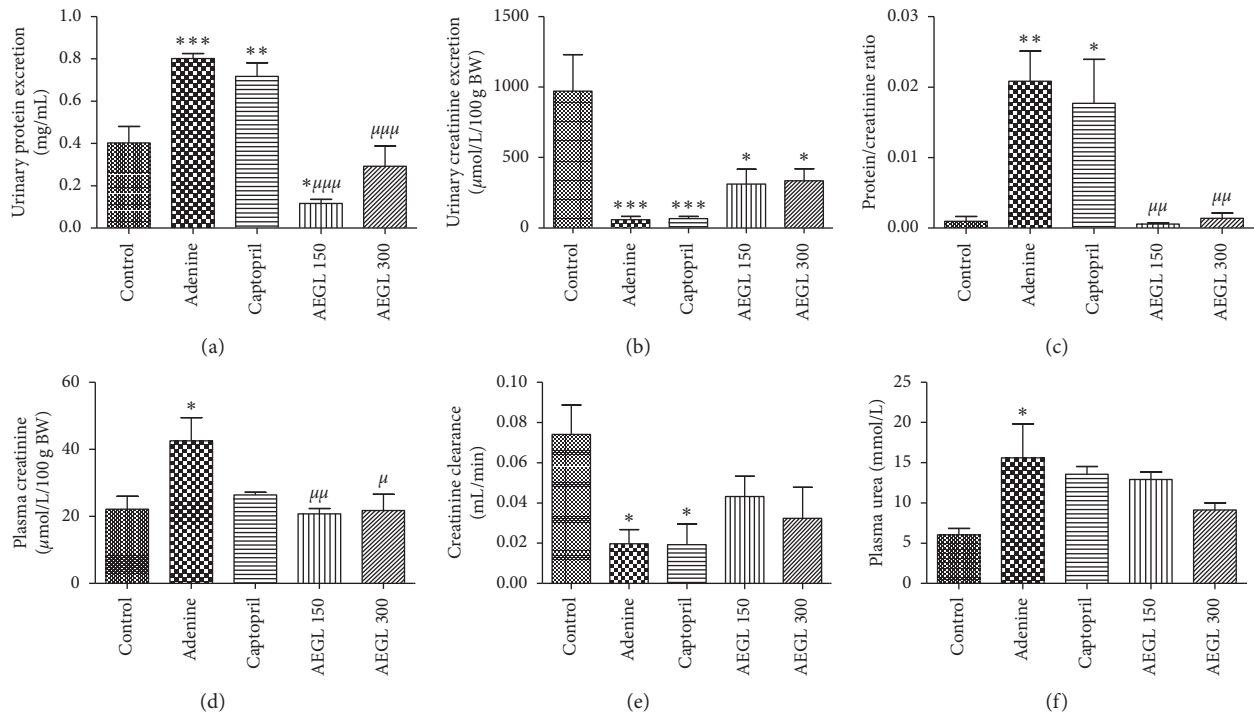 Urinary protein excretion
(mg/mL)
1.0
0.8
0.6
0.4
0.2
0.0
***
**
*μμμ
μμμ
Control
Adenine
Captopril
AEGL 150
AEGL 300
(a)
Urinary creatinine excretion
(μmol/L/100g BW)
1500
1000
500
0
***
***
*
*
Control
Adenine
Captopril
AEGL 150
AEGL 300
(b)
Protein/creatinine ratio
0.03
0.02
0.01
0.00
**
*
μμ
μμ
Control
Adenine
Captopril
AEGL 150
AEGL 300
(c)
Plasma creatinine
(μmol/L/100 g BW)
60
40
20
0
*
μμ
μ
Control
Adenine
Captopril
AEGL 150
AEGL 300
(d)
Creatinine clearance
(mL/min)
0.10
0.08
0.06
0.04
0.02
0.00
*
*
Control
Adenine
Captopril
AEGL 150
AEGL 300
(e)
Plasma urea (mmol/L)
25
20
15
10
5
0
*
Control
Adenine
Captopril
AEGL 150
AEGL 300
(f)